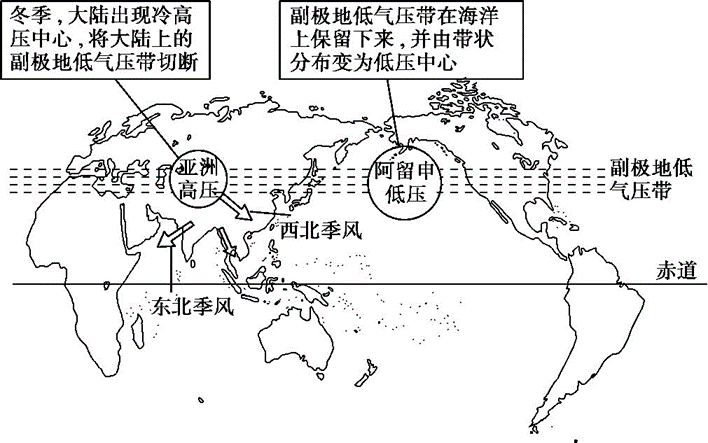 冬季，大陆出现冷高
压中心，将大陆上的
副极地低气压带切断
副极地低气压带在海洋
上保留下来，并由带状
分布变为低压中心
亚洲
高压
阿留申
低压
副极地低
气压带
西北季风
东北季风
赤道